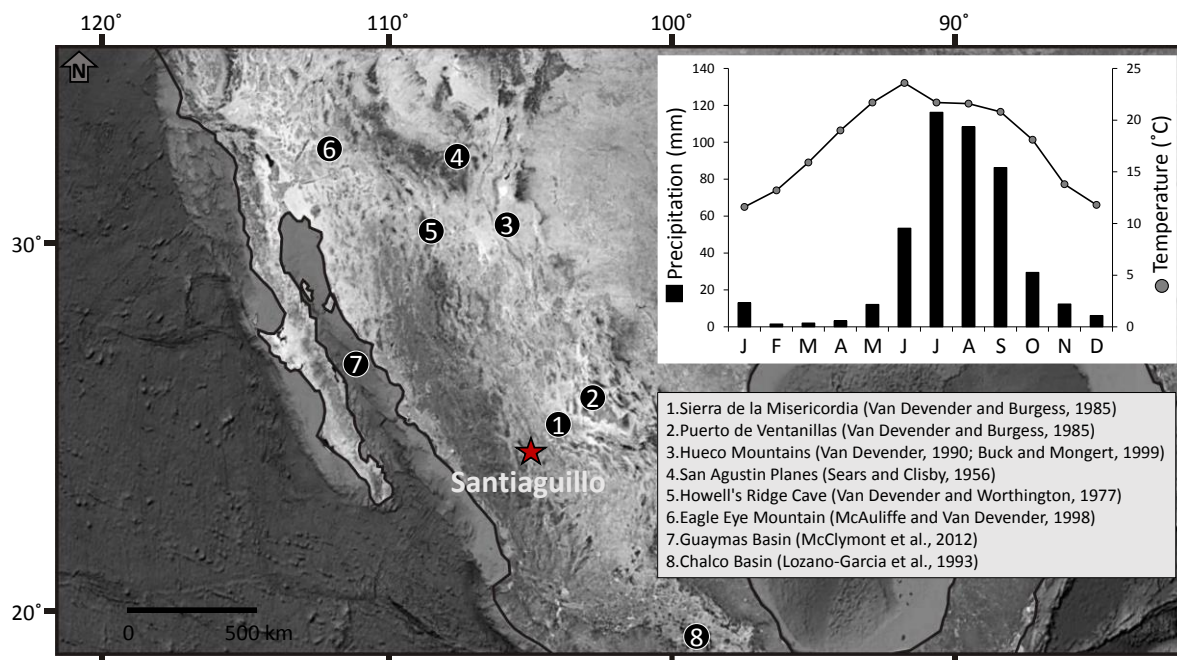 120˚ 110˚ 100˚ 90˚
N
30˚
20˚
6
4
5
3
7
2
1
8
Santiaguillo
0 500 km
Precipitation (mm)
140
120
100
80
60
40
20
0
Temperature (˚C)
25
20
15
10
5
0
J F M A M J J A S O N D
1.Sierra de la Misericordia (Van Devender and Burgess, 1985)
2.Puerto de Ventanillas (Van Devender and Burgess, 1985)
3.Hueco Mountains (Van Devender, 1990; Buck and Mongert, 1999)
4.San Agustin Planes (Sears and Clisby, 1956)
5.Howell's Ridge Cave (Van Devender and Worthington, 1977)
6.Eagle Eye Mountain (McAuliffe and Van Devender, 1998)
7.Guaymas Basin (McClymont et al., 2012)
8.Chalco Basin (Lozano-Garcia et al., 1993)